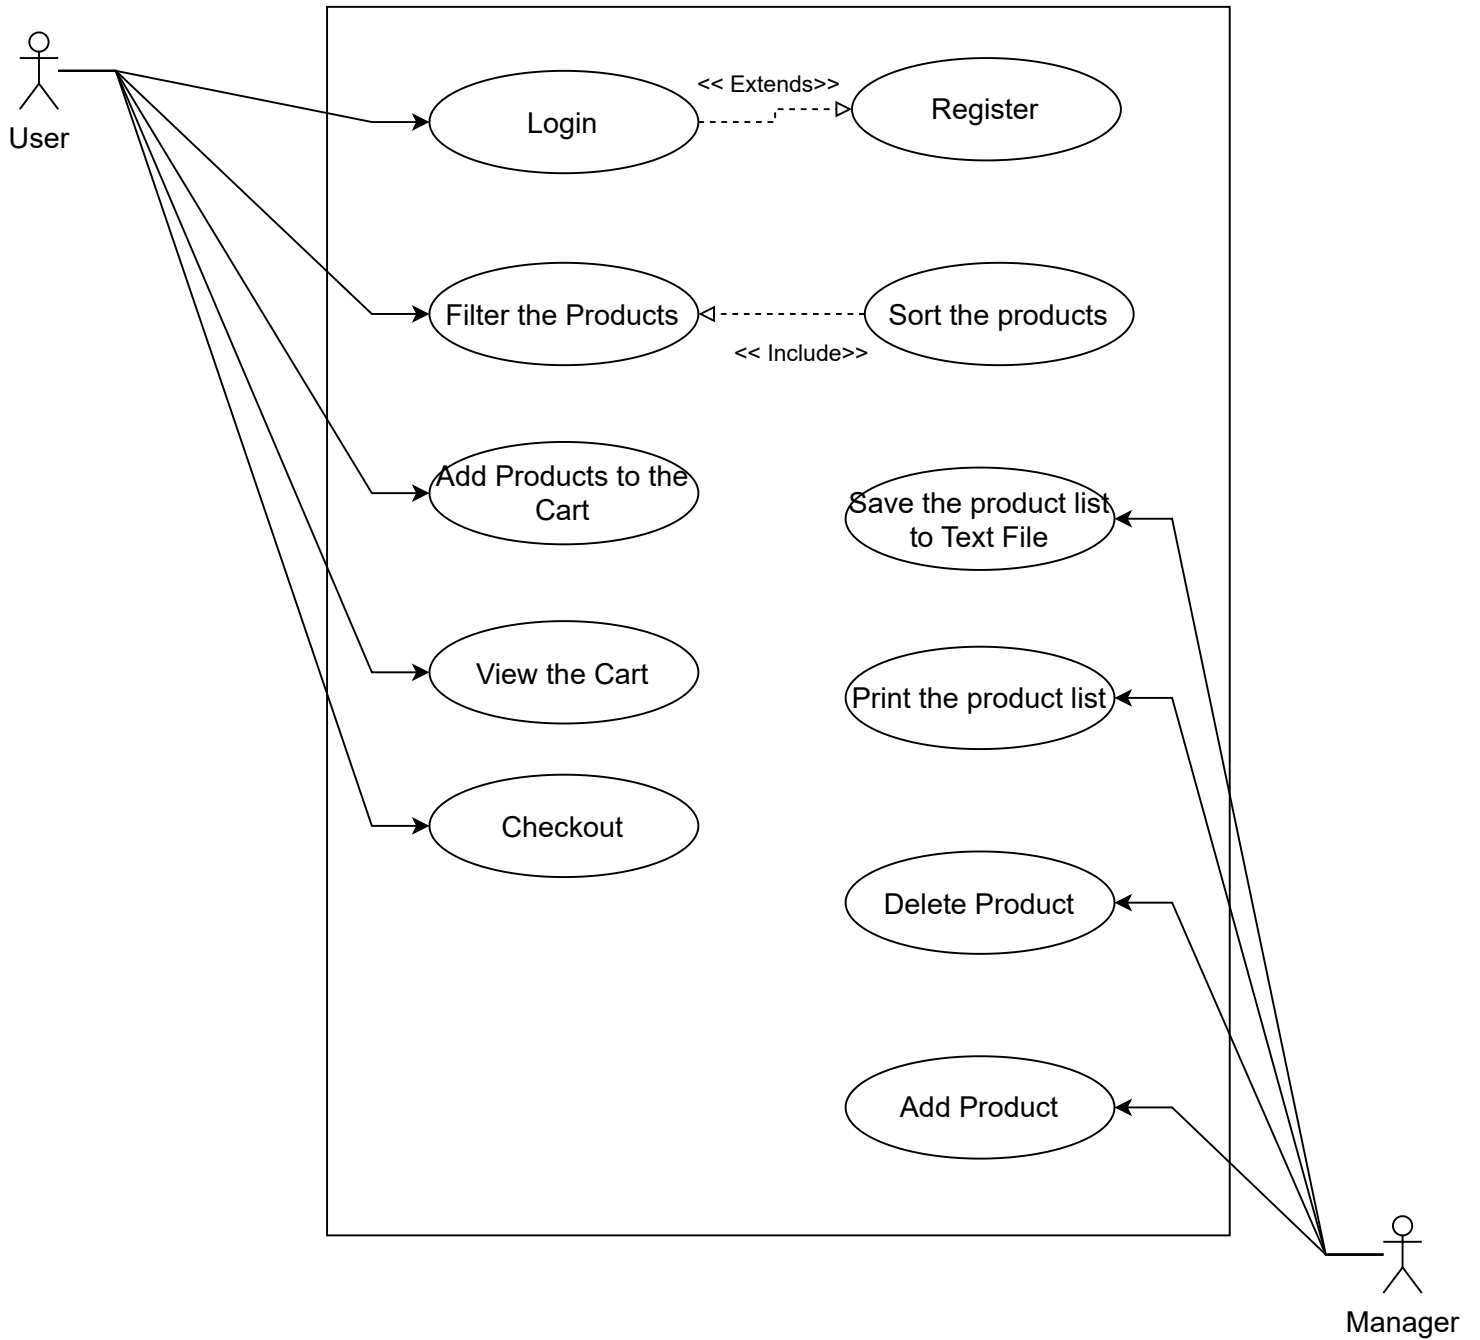 User
Login
<< Extends>>
Register
Filter the Products
<< Include>>
Sort the products
Add Products to the
Cart
Save the product list
to Text File
View the Cart
Print the product list
Checkout
Delete Product
Add Product
Manager